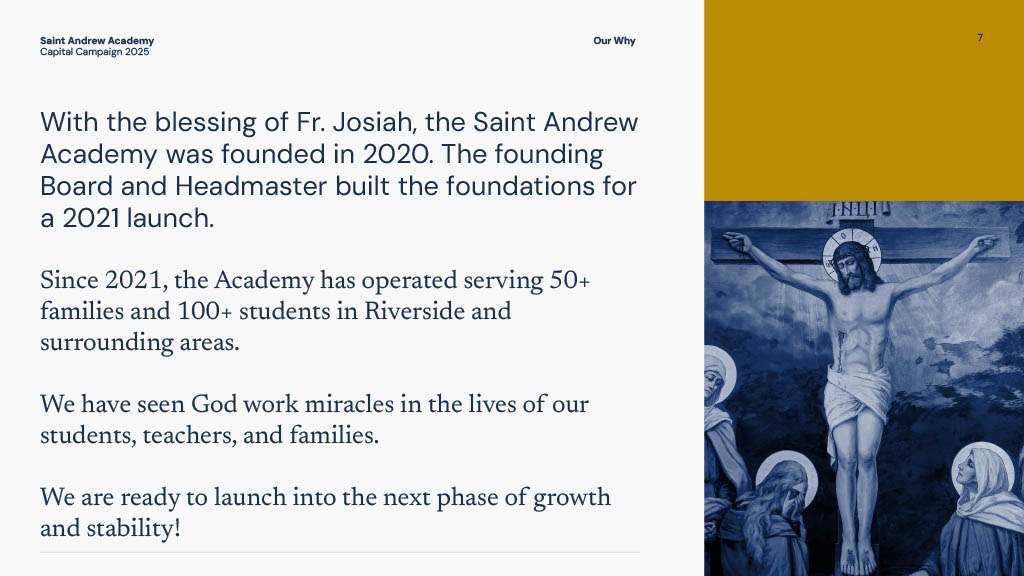 Saint Andrew Academy
Capital Campaign 2025
Our Why
7
With the blessing of Fr. Josiah, the Saint Andrew
Academy was founded in 2020. The founding
Board and Headmaster built the foundations for
a 2021 launch.
Since 2021, the Academy has operated serving 50+
families and 100+ students in Riverside and
surrounding areas.
We have seen God work miracles in the lives of our
students, teachers, and families.
We are ready to launch into the next phase of growth
and stability!